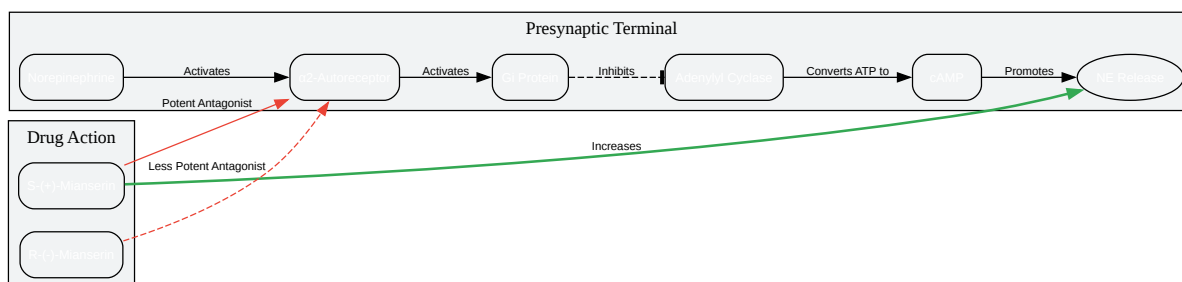 Presynaptic Terminal
Norepinephrine
Activates
α2-Autoreceptor
Activates
Gi Protein
Inhibits
Adenylyl Cyclase
Converts ATP to
cAMP
Promotes
NE Release
Potent Antagonist
Drug Action
Increases
Less Potent Antagonist
S-(+)-Mianserin
R-(-)-Mianserin